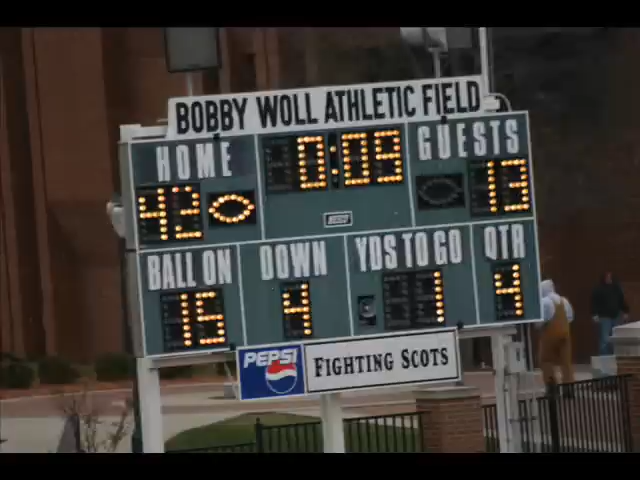 BOBBY WOLL ATHLETIC FIELD
HOME 0:09 GUESTS
42 13
BALL ON DOWN YDS TO GO QTR
15 4 1 4
PEPSI FIGHTING SCOTS